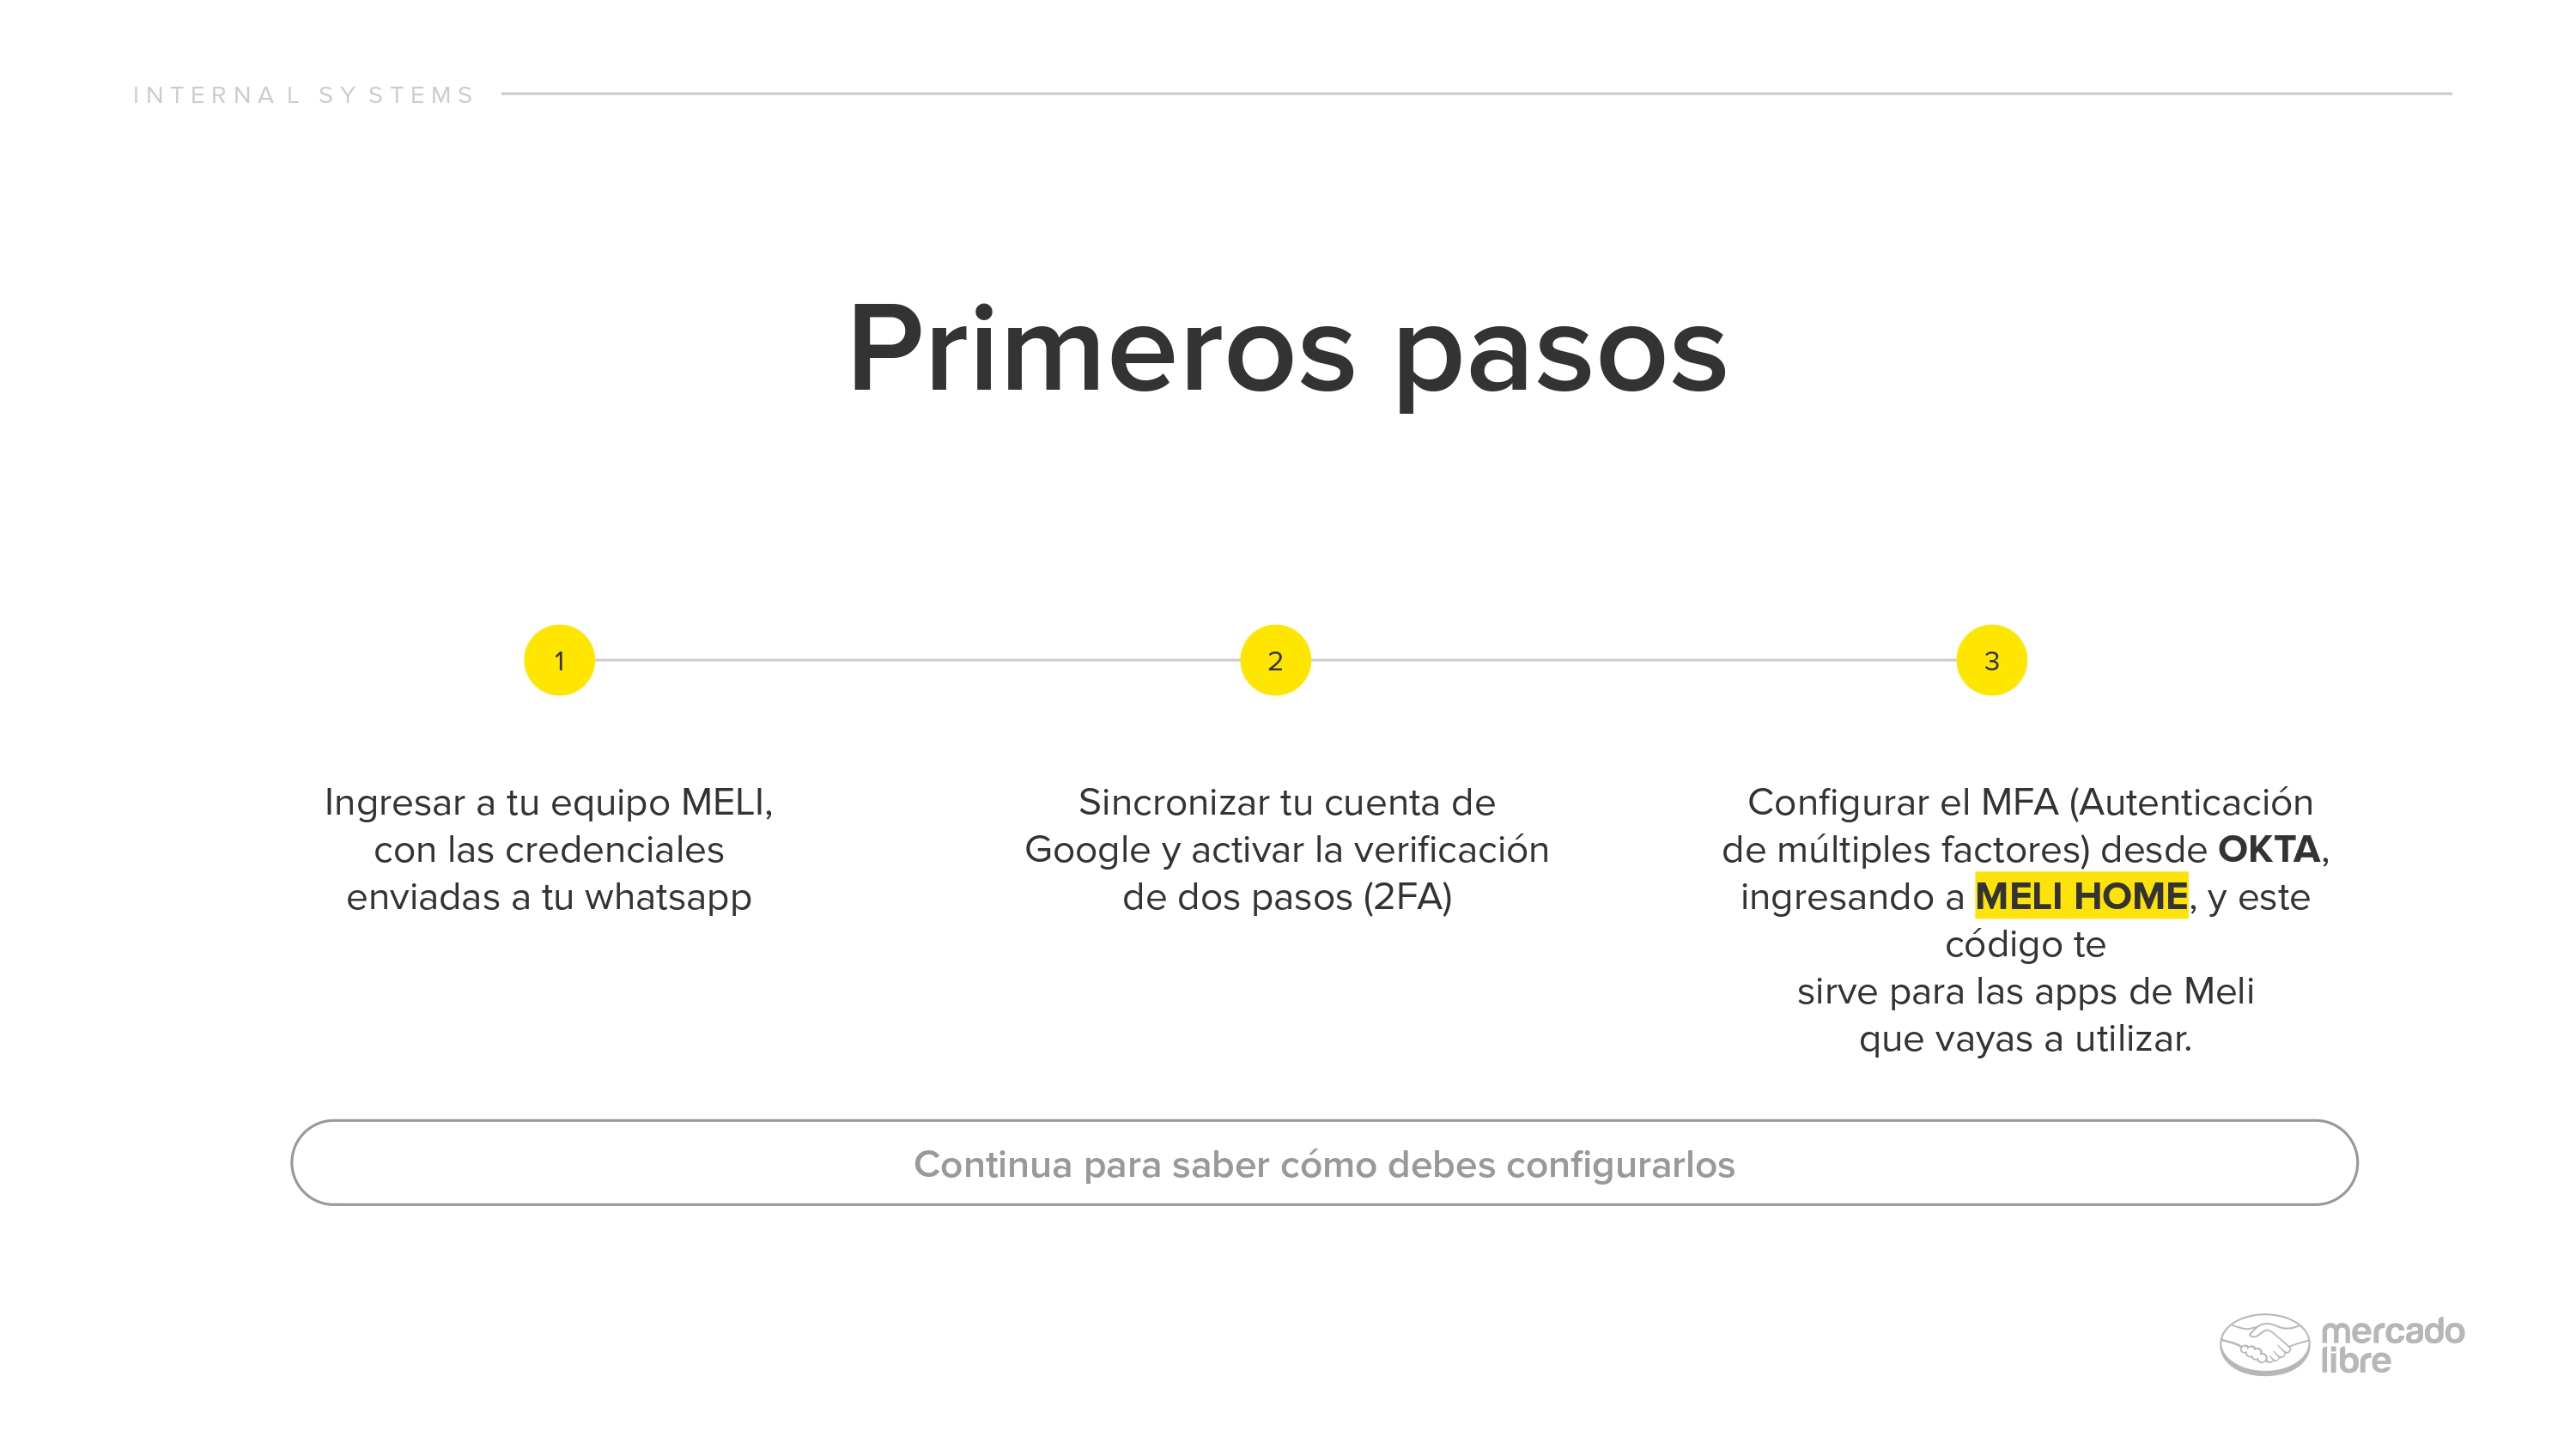 INTERNAL SYSTEMS
Primeros pasos
1
2
3
Ingresar a tu equipo MELI,
con las credenciales
enviadas a tu whatsapp
Sincronizar tu cuenta de
Google y activar la verificación
de dos pasos (2FA)
Configurar el MFA (Autenticación
de múltiples factores) desde OKTA,
ingresando a MELI HOME, y este
código te
sirve para las apps de Meli
que vayas a utilizar.
Continua para saber cómo debes configurarlos
mercado
libre